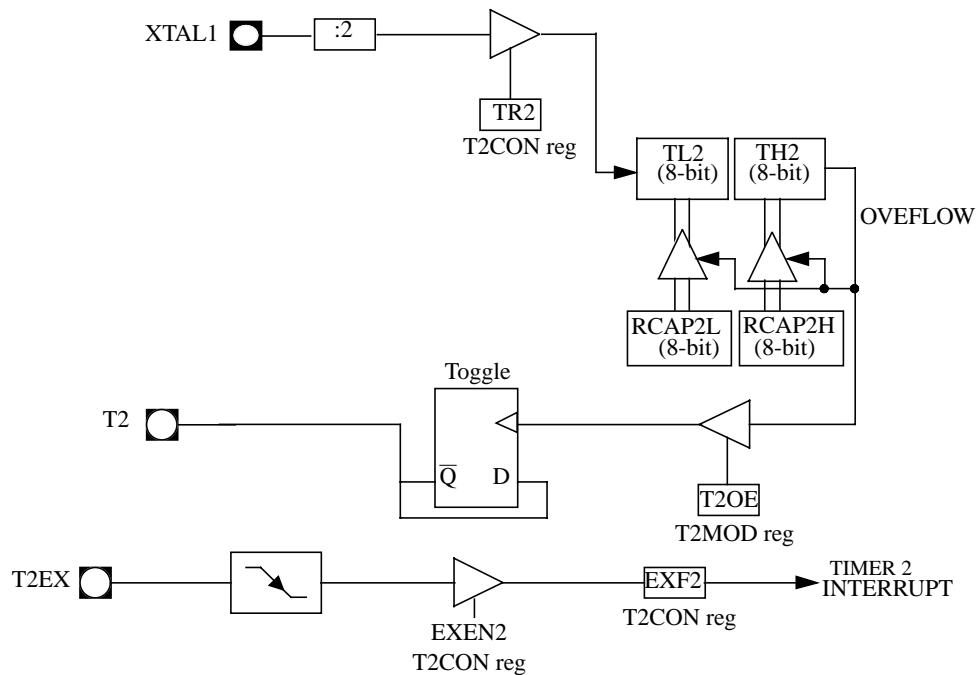 XTAL1
:2
TR2
T2CON reg
TL2
(8-bit)
TH2
(8-bit)
OVEFLOW
RCAP2L
(8-bit)
RCAP2H
(8-bit)
Toggle
T2
Q D
T2OE
T2MOD reg
T2EX
EXEN2
T2CON reg
EXF2
T2CON reg
TIMER 2
INTERRUPT